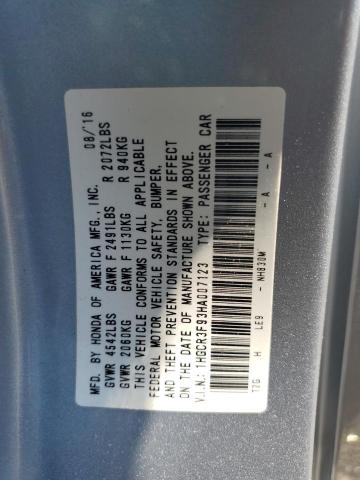 MFD. BY HONDA OF AMERICA MFG., INC. 08/'16
GVWR 4542LBS GAWR F 2491LBS R 2072LBS
GVWR 2060KG GAWR F 1130KG R 940KG
THIS VEHICLE CONFORMS TO ALL APPLICABLE
FEDERAL MOTOR VEHICLE SAFETY, BUMPER,
AND THEFT PREVENTION STANDARDS IN EFFECT
ON THE DATE OF MANUFACTURE SHOWN ABOVE.
V.I.N.: 1HGCR3F93HA007123 TYPE: PASSENGER CAR
17G H LE9 - NH830M - A - A